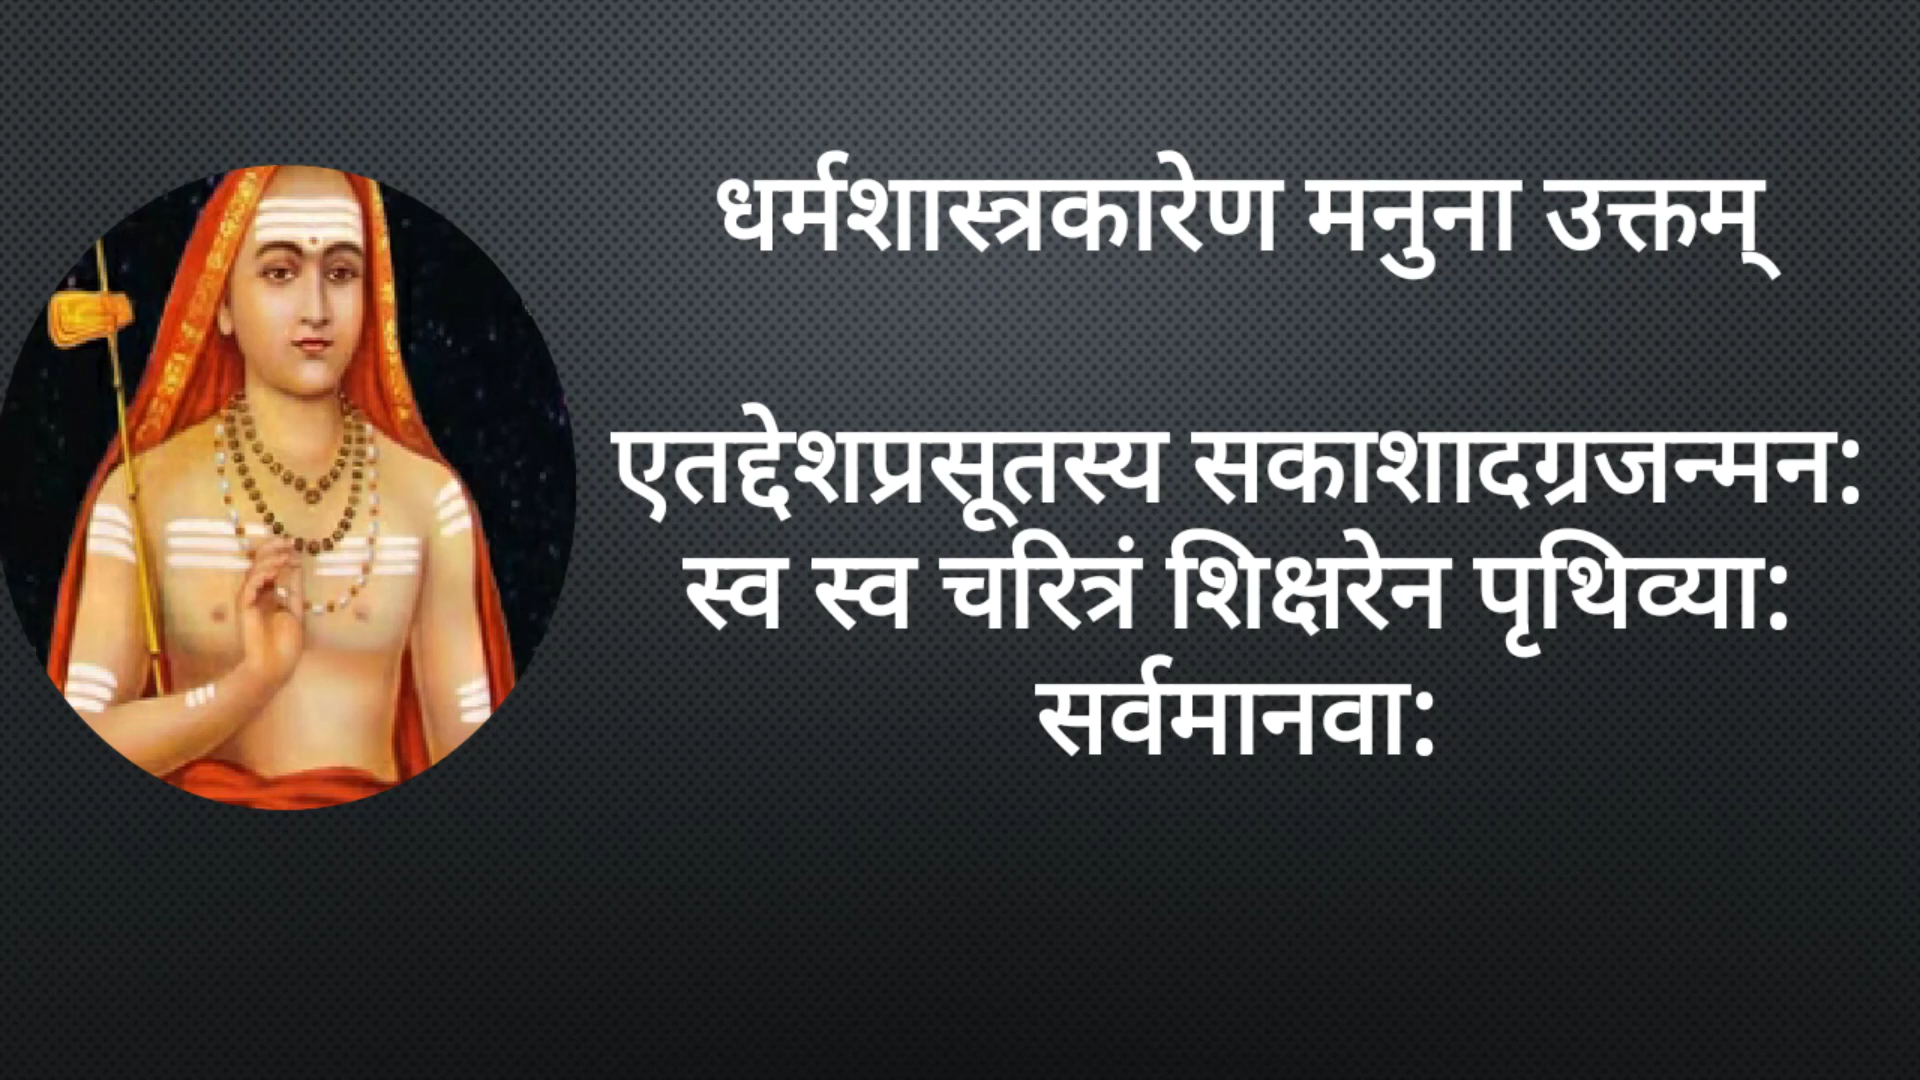 धर्मशास्त्रकारेण मनुना उक्तम्
एतद्देशप्रसूतस्य सकाशादग्रजन्मन:
स्व स्व चरित्रं शिक्षरेन पृथिव्या:
सर्वमानवा: